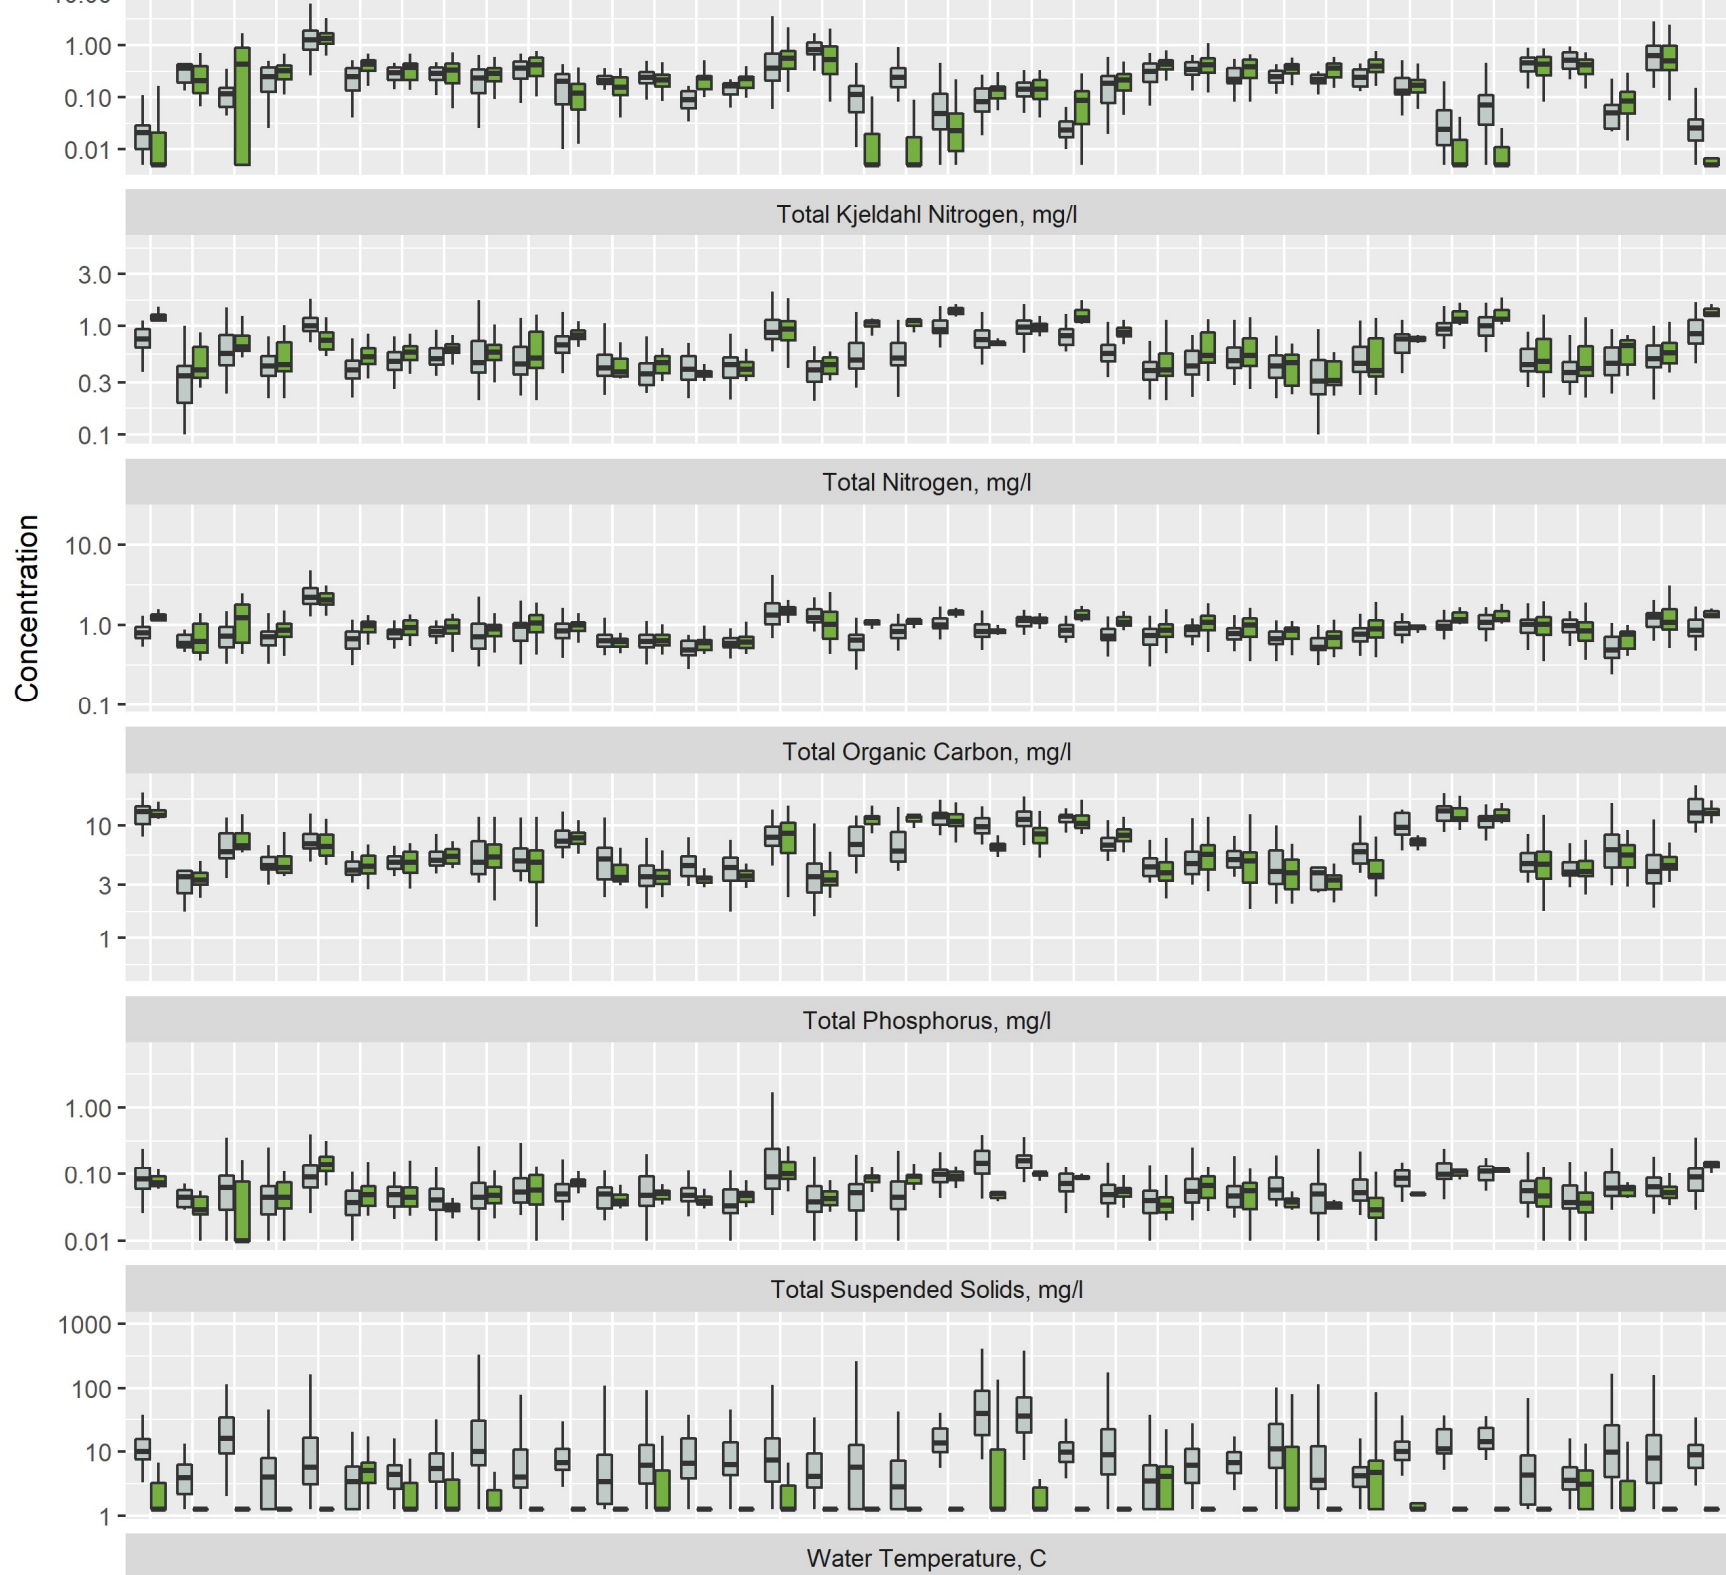 1.00
0.10
0.01
Total Kjeldahl Nitrogen, mg/l
3.0
1.0
0.3
0.1
Total Nitrogen, mg/l
10.0
1.0
0.1
Concentration
Total Organic Carbon, mg/l
10
3
1
Total Phosphorus, mg/l
1.00
0.10
0.01
Total Suspended Solids, mg/l
1000
100
10
1
Water Temperature, C